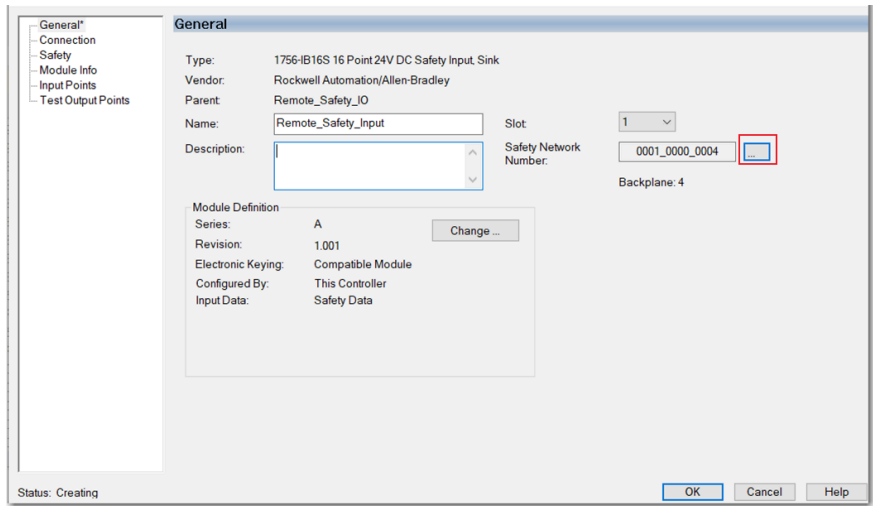 General*
Connection
Safety
Module Info
Input Points
Test Output Points
General
Type: 1756-IB16S 16 Point 24V DC Safety Input, Sink
Vendor: Rockwell Automation/Allen-Bradley
Parent: Remote_Safety_IO
Name: Remote_Safety_Input Slot: 1
Description: Safety Network Number: 0001_0000_0004 ...
Backplane: 4
Module Definition
Series: A Change ...
Revision: 1.001
Electronic Keying: Compatible Module
Configured By: This Controller
Input Data: Safety Data
Status: Creating OK Cancel Help